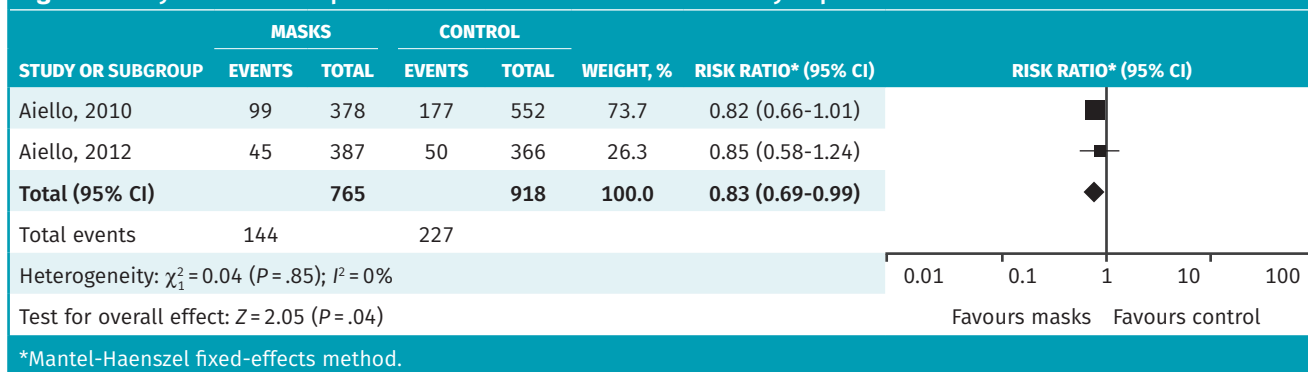 MASKS CONTROL
STUDY OR SUBGROUP EVENTS TOTAL EVENTS TOTAL WEIGHT, % RISK RATIO* (95% CI) RISK RATIO* (95% CI)
Aiello, 2010 99 378 177 552 73.7 0.82 (0.66-1.01)
Aiello, 2012 45 387 50 366 26.3 0.85 (0.58-1.24)
Total (95% CI) 765 918 100.0 0.83 (0.69-0.99)
Total events 144 227
Heterogeneity: χ²₁ = 0.04 (P = .85); I² = 0% 0.01 0.1 1 10 100
Test for overall effect: Z = 2.05 (P = .04) Favours masks Favours control
*Mantel-Haenszel fixed-effects method.